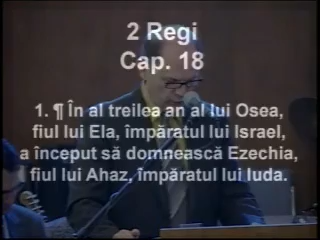 2 Regi
Cap. 18
1. ¶ În al treilea an al lui Osea,
fiul lui Ela, împăratul lui Israel,
a început să domnească Ezechia,
fiul lui Ahaz, împăratul lui Iuda.